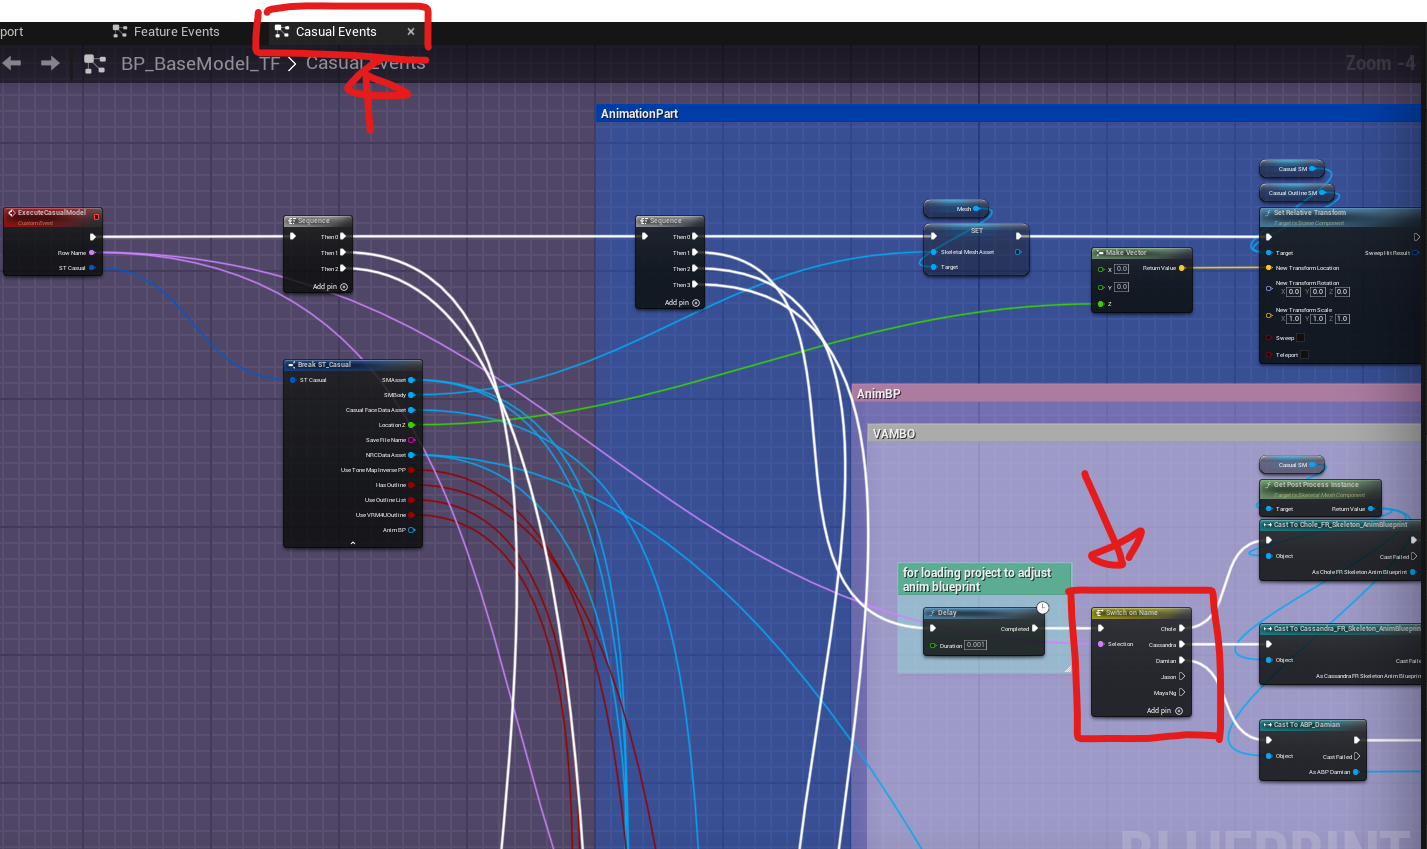 port
Feature Events
Casual Events
×
BP_BaseModel_TF > Casual Events
Zoom -4
AnimationPart
ExecuteCasualModel
Custom Event
Row Name
ST Casual
Sequence
Then 0
Then 1
Then 2
Add pin
Sequence
Then 0
Then 1
Then 2
Then 3
Add pin
Mesh
SET
Skeletal Mesh Asset
Target
Make Vector
X 0.0
Return Value
Y 0.0
Z
Casual SM
Casual Outline SM
Set Relative Transform
Target is Scene Component
Target
Sweep Hit Result
New Transform Location
New Transform Rotation
X 0.0 Y 0.0 Z 0.0
New Transform Scale
X 1.0 Y 1.0 Z 1.0
Sweep
Teleport
Break ST_Casual
ST Casual
SMAsset
SMBody
Casual Face Data Asset
Location Z
Save File Name
NRCData Asset
Use Tone Map Inverse PP
Has Outline
Use Outline List
Use VRM4UOutline
Anim BP
AnimBP
VAMBO
Casual SM
Get Post Process Instance
Target is Skeletal Mesh Component
Target
Return Value
Cast To Chole_FR_Skeleton_AnimBlueprint
Object
Cast Failed
As Chole FR Skeleton Anim Blueprint
for loading project to adjust
anim blueprint
Delay
Completed
Duration 0.001
Switch on Name
Selection
Chole
Cassandra
Damian
Jason
Maya Ng
Add pin
Cast To Cassandra_FR_Skeleton_AnimBlueprin
Object
Cast Fail
As Cassandra FR Skeleton Anim Blueprin
Cast To ABP_Damian
Object
Cast Failed
As ABP Damian
BLUEPRINT